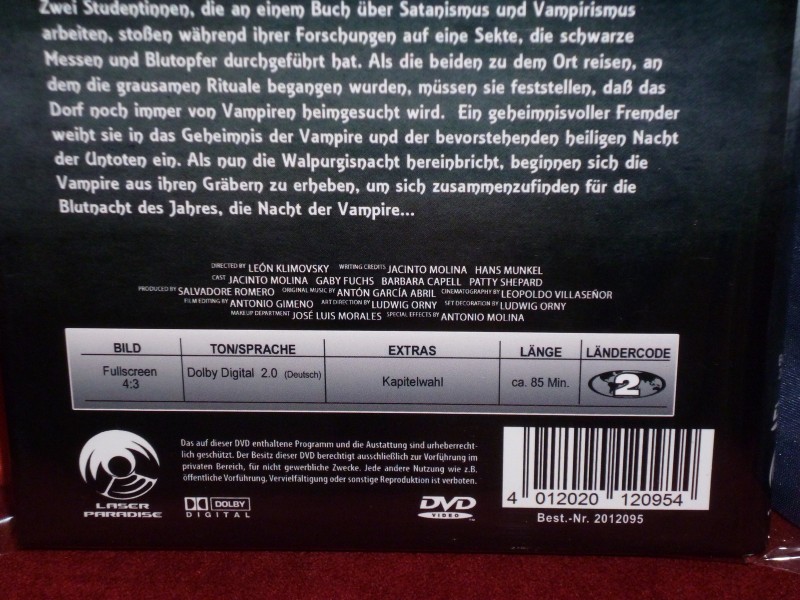 Zwei Studentinnen, die an einem Buch über Satanismus und Vampirismus
arbeiten, stoßen während ihrer Forschungen auf eine Sekte, die schwarze
Messen und Blutopfer durchgeführt hat. Als die beiden zu dem Ort reisen, an
dem die grausamen Rituale begangen wurden, müssen sie feststellen, daß das
Dorf noch immer von Vampiren heimgesucht wird. Ein geheimnisvoller Fremder
weiht sie in das Geheimnis der Vampire und der bevorstehenden heiligen Nacht
der Untoten ein. Als nun die Walpurgisnacht hereinbricht, beginnen sich die
Vampire aus ihren Gräbern zu erheben, um sich zusammenzufinden für die
Blutnacht des Jahres, die Nacht der Vampire...
DIRECTED BY LEÓN KLIMOVSKY WRITING CREDITS JACINTO MOLINA HANS MUNKEL
CAST JACINTO MOLINA GABY FUCHS BARBARA CAPELL PATTY SHEPARD
PRODUCED BY SALVADORE ROMERO ORIGINAL MUSIC BY ANTÓN GARCÍA ABRIL CINEMATOGRAPHY BY LEOPOLDO VILLASEÑOR
FILM EDITING BY ANTONIO GIMENO ART DIRECTION BY LUDWIG ORNY SET DECORATION BY LUDWIG ORNY
MAKEUP DEPARTMENT JOSÉ LUIS MORALES SPECIAL EFFECTS BY ANTONIO MOLINA
BILD TON/SPRACHE EXTRAS LÄNGE LÄNDERCODE
Fullscreen
4:3
Dolby Digital 2.0 (Deutsch)
Kapitelwahl
ca. 85 Min.
2
LASER
PARADISE
Das auf dieser DVD enthaltene Programm und die Austattung sind urheberrecht-
lich geschützt. Der Besitz dieser DVD berechtigt ausschließlich zur Vorführung im
privaten Bereich, für nicht gewerbliche Zwecke. Jede andere Nutzung wie z.B.
öffentliche Vorführung, Vervielfältigung oder sonstige Reproduktion ist verboten.
DOLBY
DIGITAL
DVD
VIDEO
4 012020 120954
Best.-Nr. 2012095